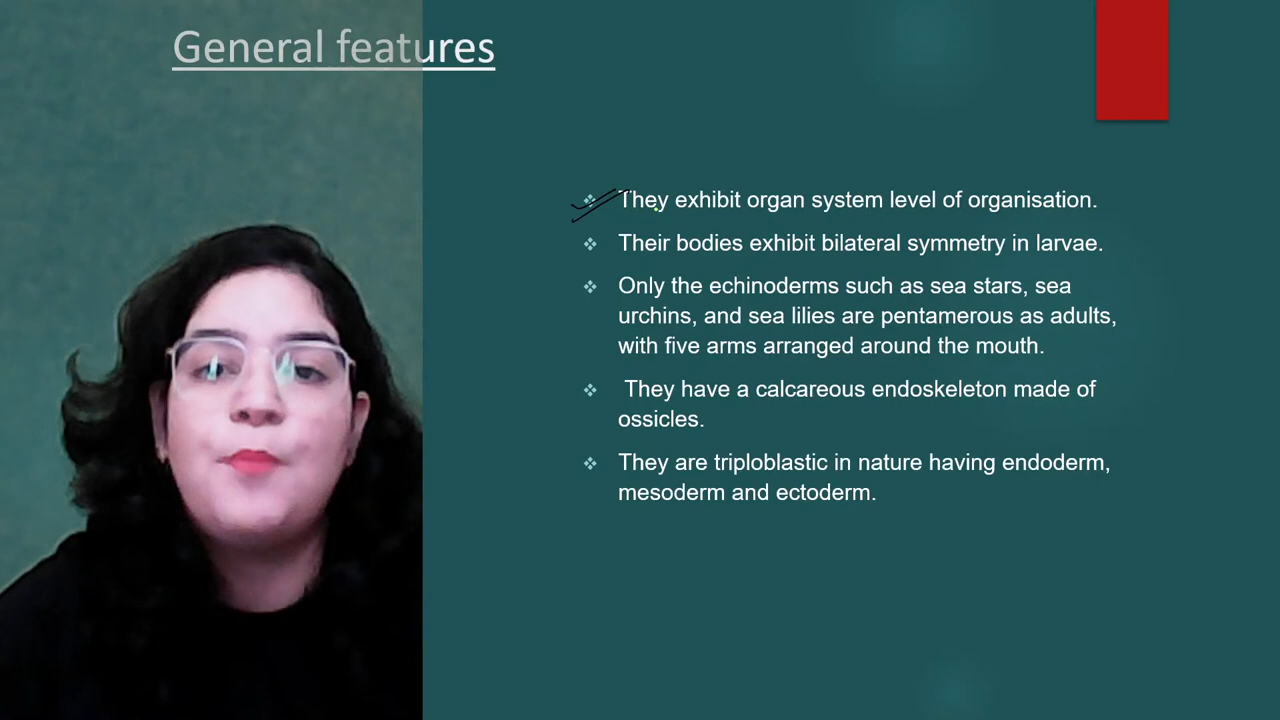 General features
They exhibit organ system level of organisation.
Their bodies exhibit bilateral symmetry in larvae.
Only the echinoderms such as sea stars, sea
urchins, and sea lilies are pentamerous as adults,
with five arms arranged around the mouth.
They have a calcareous endoskeleton made of
ossicles.
They are triploblastic in nature having endoderm,
mesoderm and ectoderm.